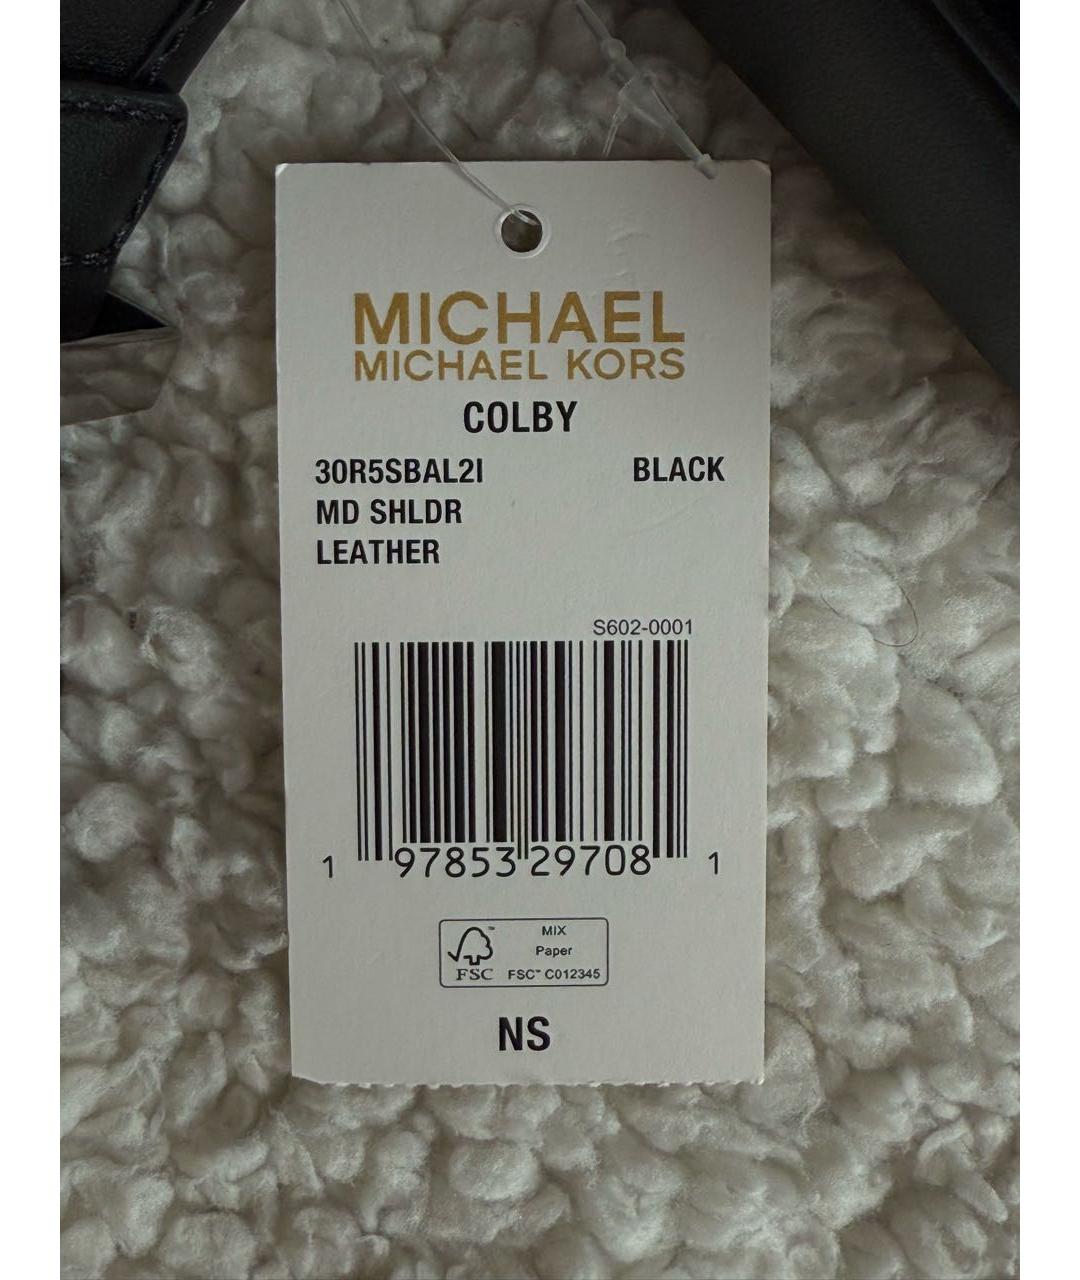 MICHAEL
MICHAEL KORS
COLBY
30R5SBAL2I BLACK
MD SHLDR
LEATHER
S602-0001
1 97853 29708 1
MIX
Paper
FSC™ C012345
FSC
NS